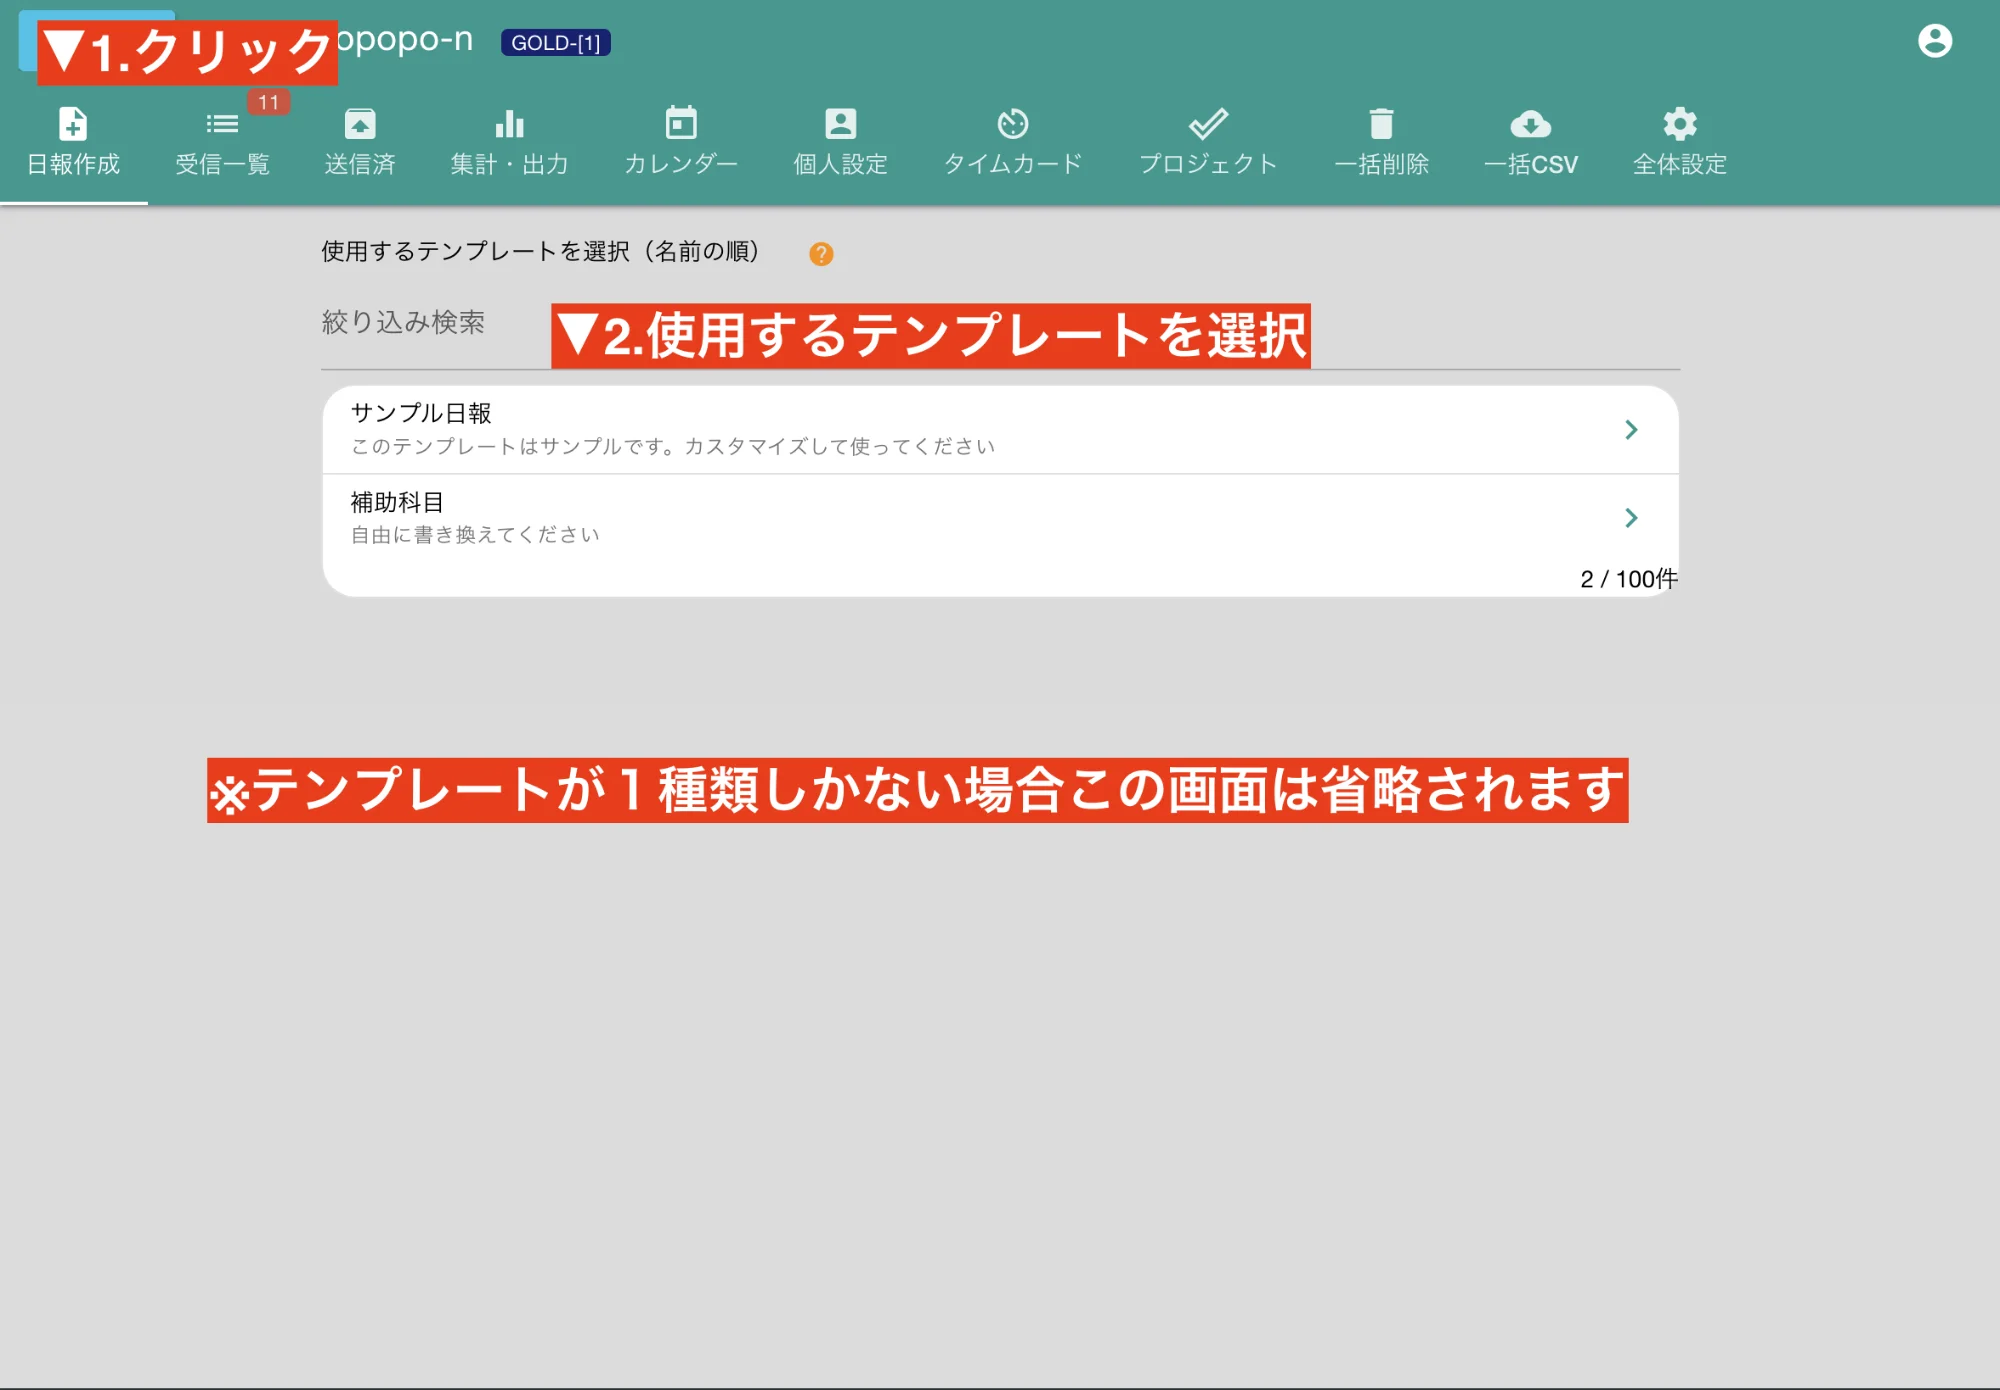 ▼1.クリック
opopo-n
GOLD-[1]
11
日報作成
受信一覧
送信済
集計・出力
カレンダー
個人設定
タイムカード
プロジェクト
一括削除
一括CSV
全体設定
使用するテンプレートを選択（名前の順）
?
絞り込み検索
▼2.使用するテンプレートを選択
サンプル日報
このテンプレートはサンプルです。カスタマイズして使ってください
補助科目
自由に書き換えてください
2 / 100件
※テンプレートが１種類しかない場合この画面は省略されます